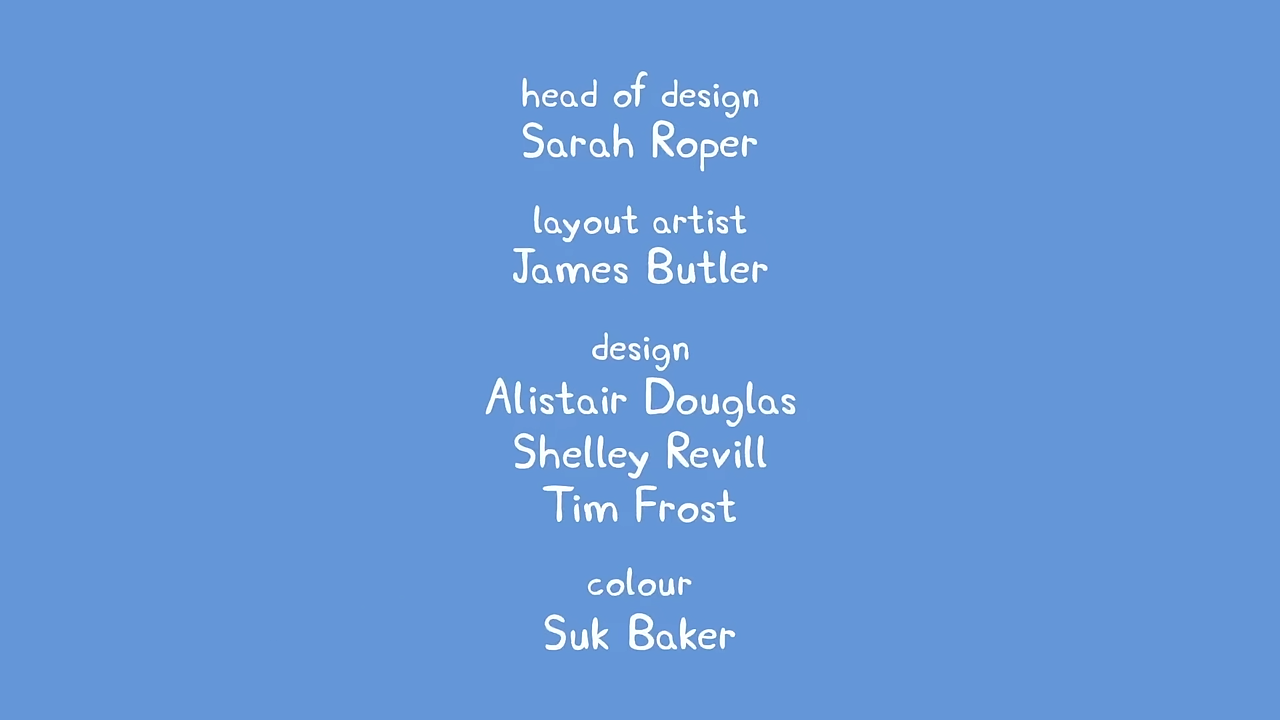 head of design
Sarah Roper
layout artist
James Butler
design
Alistair Douglas
Shelley Revill
Tim Frost
colour
Suk Baker